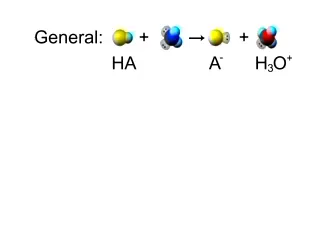 General: + → +
HA A⁻ H₃O⁺